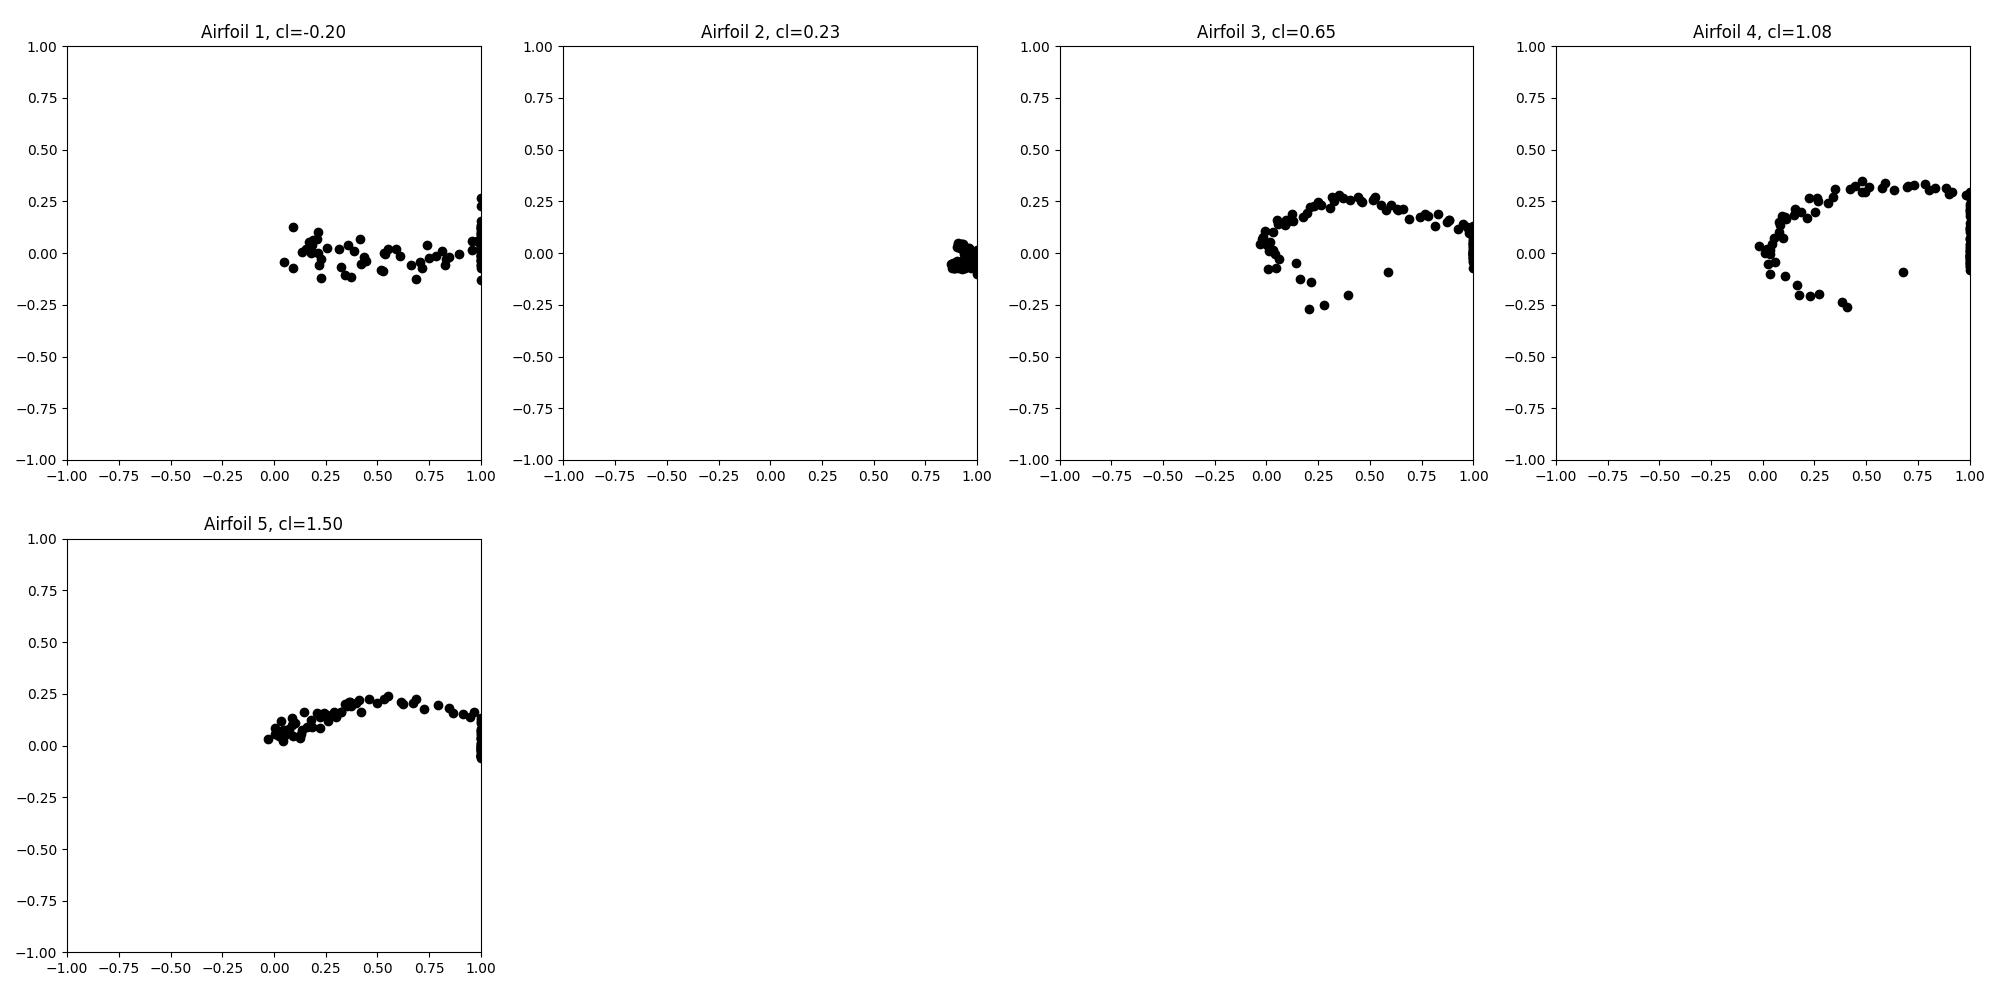 Airfoil 1, cl=-0.20
Airfoil 2, cl=0.23
Airfoil 3, cl=0.65
Airfoil 4, cl=1.08
1.00 1.00 1.00 1.00
0.75 0.75 0.75 0.75
0.50 0.50 0.50 0.50
0.25 0.25 0.25 0.25
0.00 0.00 0.00 0.00
−0.25 −0.25 −0.25 −0.25
−0.50 −0.50 −0.50 −0.50
−0.75 −0.75 −0.75 −0.75
−1.00 −1.00 −1.00 −1.00
−1.00 −0.75 −0.50 −0.25 0.00 0.25 0.50 0.75 1.00
−1.00 −0.75 −0.50 −0.25 0.00 0.25 0.50 0.75 1.00
−1.00 −0.75 −0.50 −0.25 0.00 0.25 0.50 0.75 1.00
−1.00 −0.75 −0.50 −0.25 0.00 0.25 0.50 0.75 1.00
Airfoil 5, cl=1.50
1.00
0.75
0.50
0.25
0.00
−0.25
−0.50
−0.75
−1.00
−1.00 −0.75 −0.50 −0.25 0.00 0.25 0.50 0.75 1.00